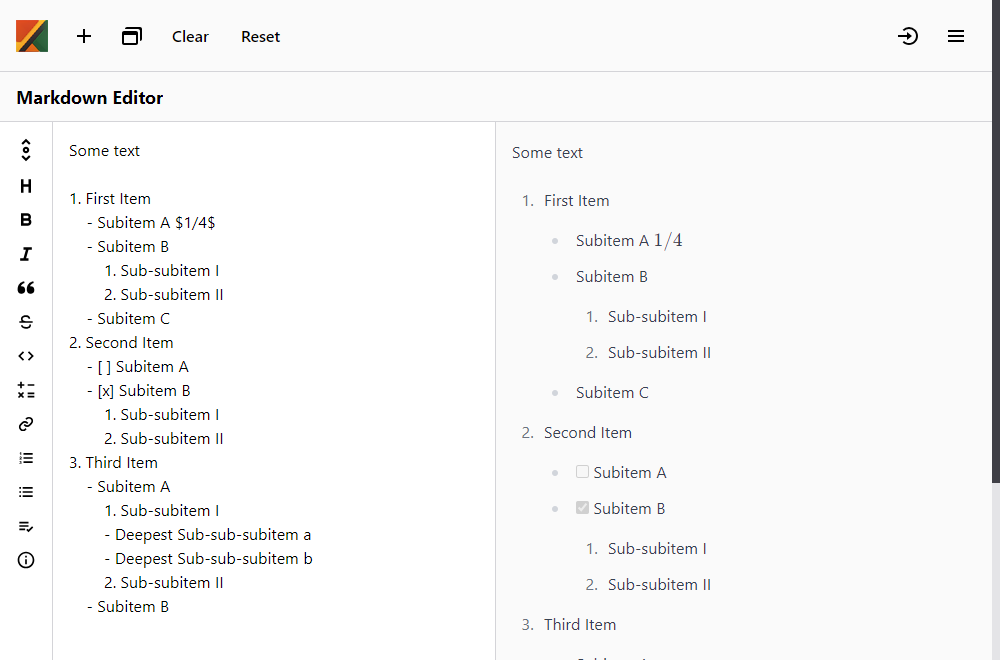 Clear Reset
Markdown Editor
Some text
1. First Item
- Subitem A $1/4$
- Subitem B
1. Sub-subitem I
2. Sub-subitem II
- Subitem C
2. Second Item
- [ ] Subitem A
- [x] Subitem B
1. Sub-subitem I
2. Sub-subitem II
3. Third Item
- Subitem A
1. Sub-subitem I
- Deepest Sub-sub-subitem a
- Deepest Sub-sub-subitem b
2. Sub-subitem II
- Subitem B
Some text
1. First Item
Subitem A 1/4
Subitem B
1. Sub-subitem I
2. Sub-subitem II
Subitem C
2. Second Item
Subitem A
Subitem B
1. Sub-subitem I
2. Sub-subitem II
3. Third Item